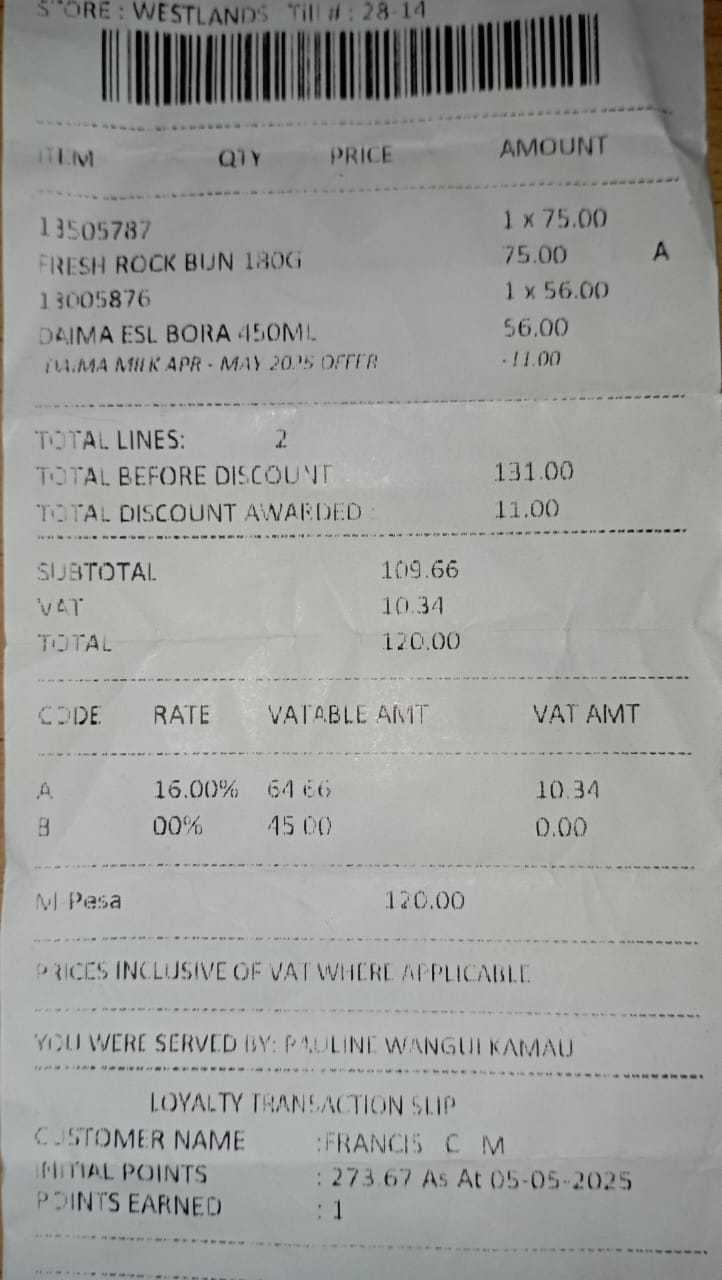 STORE : WESTLANDS Till # : 28-14
ITEM QTY PRICE AMOUNT
13505787 1 x 75.00
FRESH ROCK BUN 180G 75.00 A
13005876 1 x 56.00
DAIMA ESL BORA 450ML 56.00
DAIMA MILK APR - MAY 2025 OFFER -11.00
TOTAL LINES: 2
TOTAL BEFORE DISCOUNT 131.00
TOTAL DISCOUNT AWARDED : 11.00
SUBTOTAL 109.66
VAT 10.34
TOTAL 120.00
CODE RATE VATABLE AMT VAT AMT
A 16.00% 64.66 10.34
B 00% 45.00 0.00
M-Pesa 120.00
PRICES INCLUSIVE OF VAT WHERE APPLICABLE
YOU WERE SERVED BY: PAULINE WANGUI KAMAU
LOYALTY TRANSACTION SLIP
CUSTOMER NAME :FRANCIS C M
INITIAL POINTS : 273.67 As At 05-05-2025
POINTS EARNED : 1